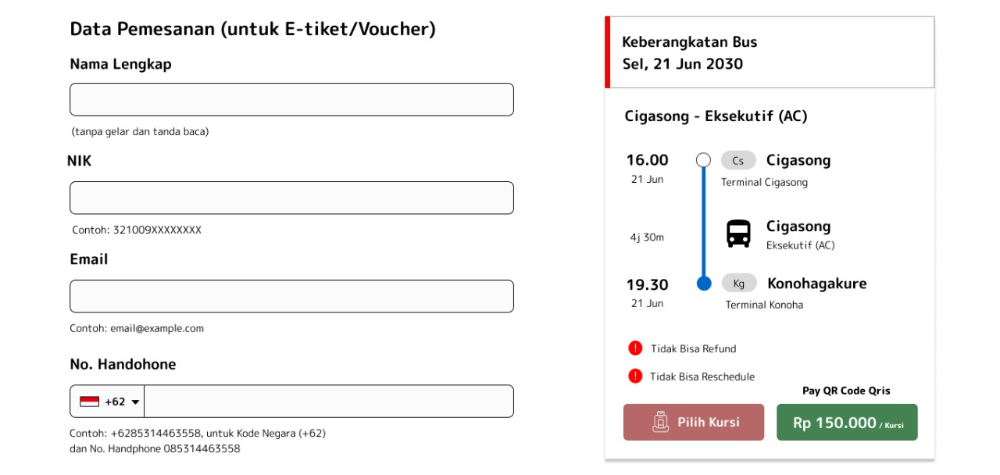 Data Pemesanan (untuk E-tiket/Voucher)
Nama Lengkap
(tanpa gelar dan tanda baca)
NIK
Contoh: 321009XXXXXXXX
Email
Contoh: email@example.com
No. Handohone
+62
Contoh: +6285314463558, untuk Kode Negara (+62)
dan No. Handphone 085314463558
Keberangkatan Bus
Sel, 21 Jun 2030
Cigasong - Eksekutif (AC)
16.00 Cs Cigasong
21 Jun Terminal Cigasong
Cigasong
4j 30m
Eksekutif (AC)
19.30 Kg Konohagakure
21 Jun Terminal Konoha
! Tidak Bisa Refund
! Tidak Bisa Reschedule
Pay QR Code Qris
Pilih Kursi Rp 150.000 / Kursi